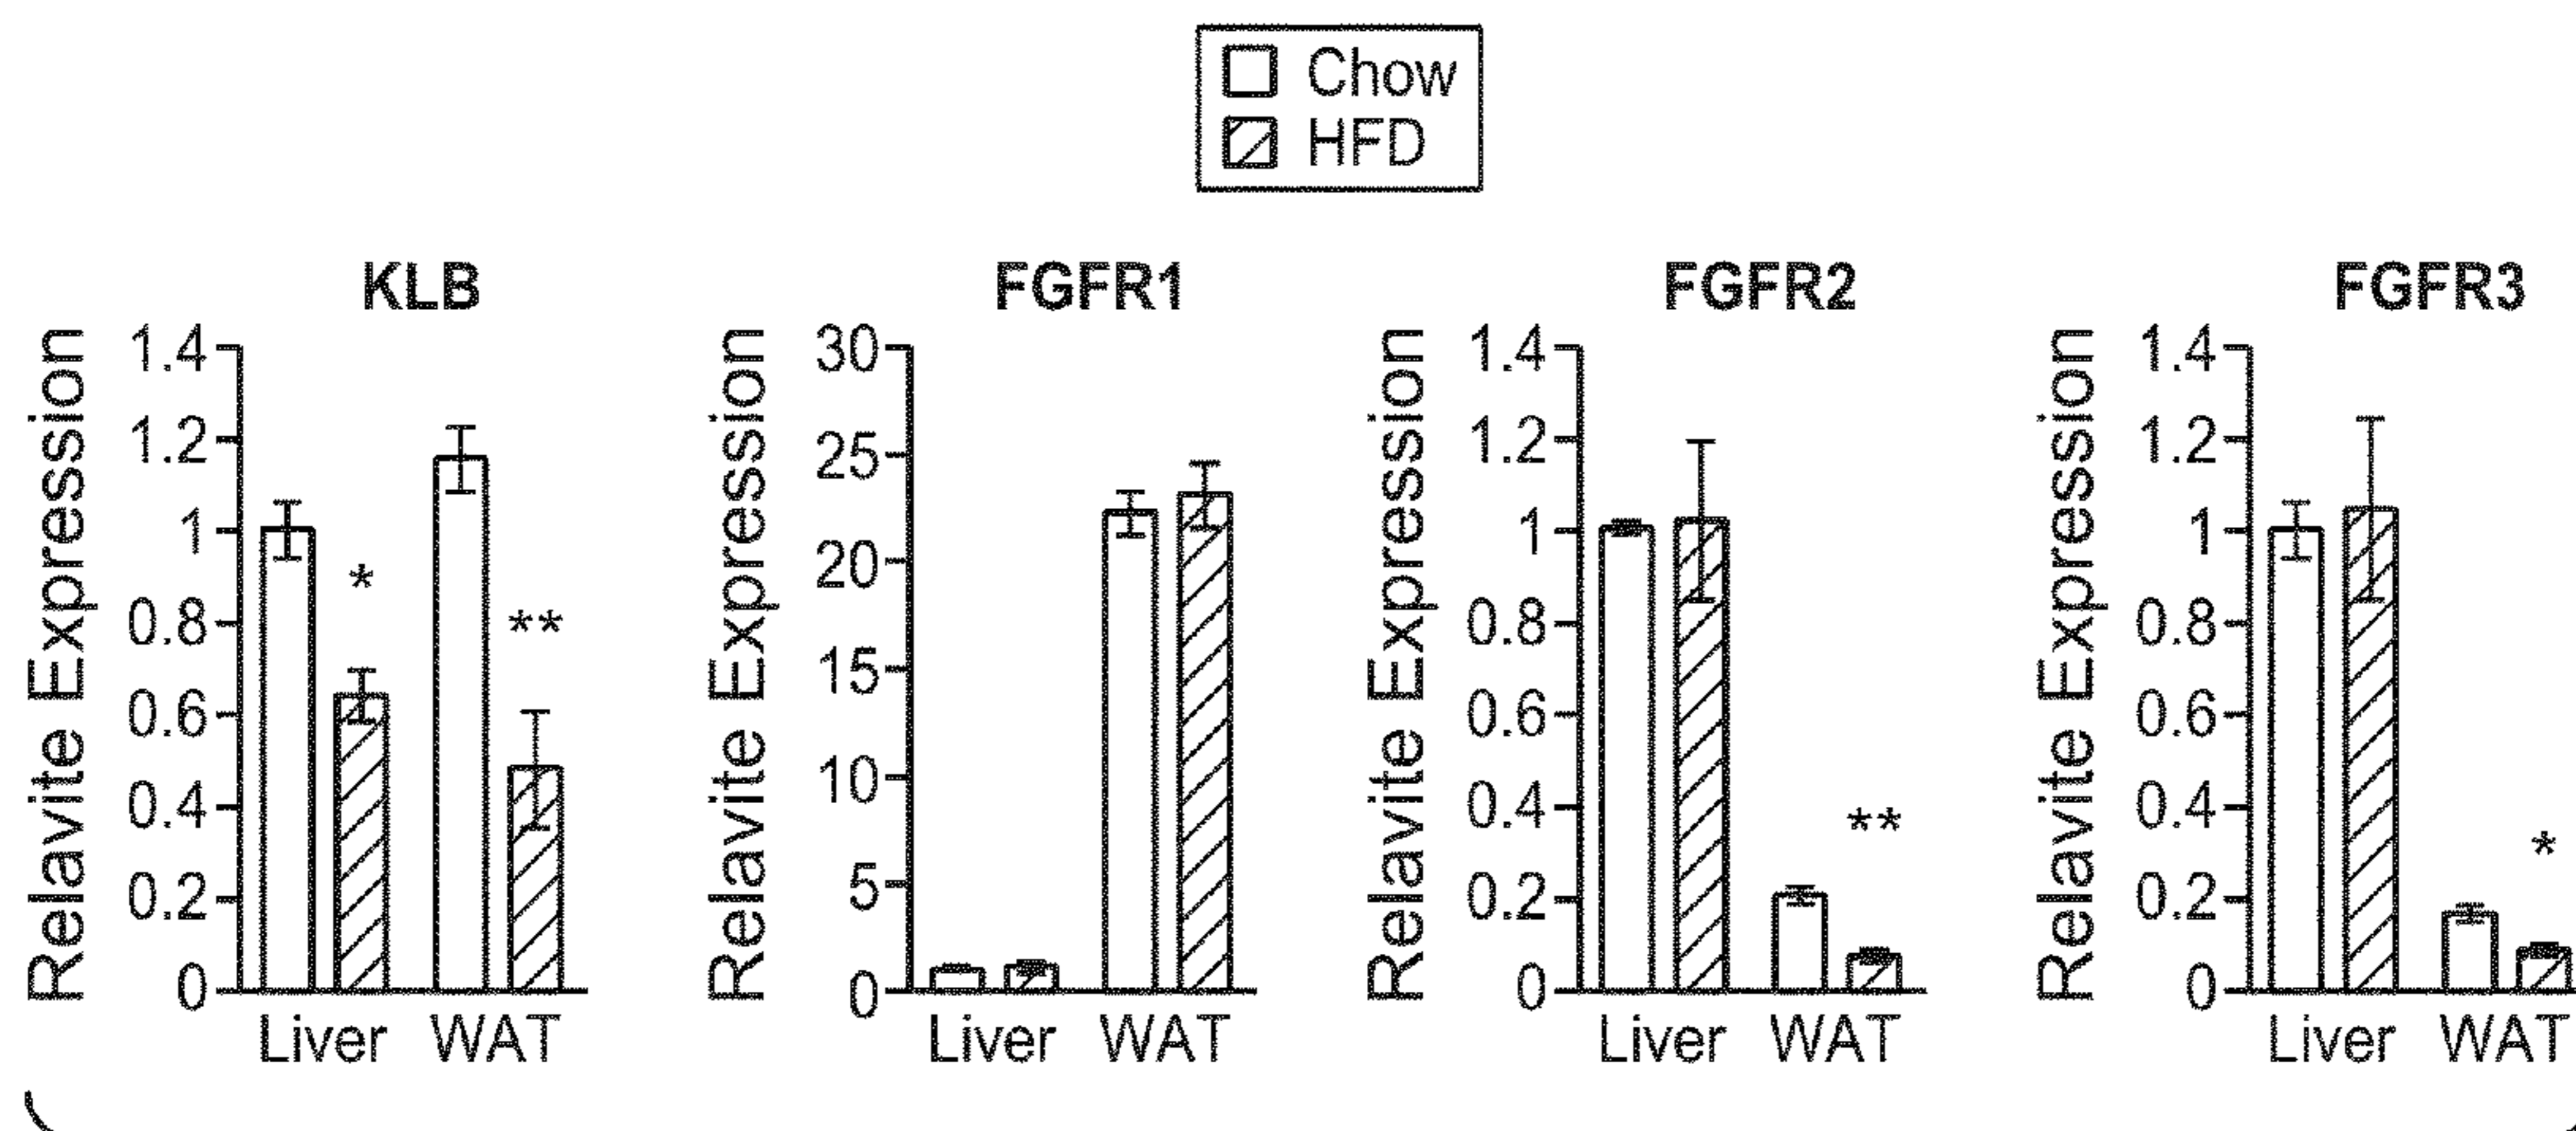 Chow
HFD
KLB
Relavite Expression
1.4
1.2
1
0.8
0.6
0.4
0.2
0
*
**
Liver WAT
FGFR1
Relavite Expression
30
25
20
15
10
5
0
Liver WAT
FGFR2
Relavite Expression
1.4
1.2
1
0.8
0.6
0.4
0.2
0
**
Liver WAT
FGFR3
Relavite Expression
1.4
1.2
1
0.8
0.6
0.4
0.2
0
*
Liver WAT